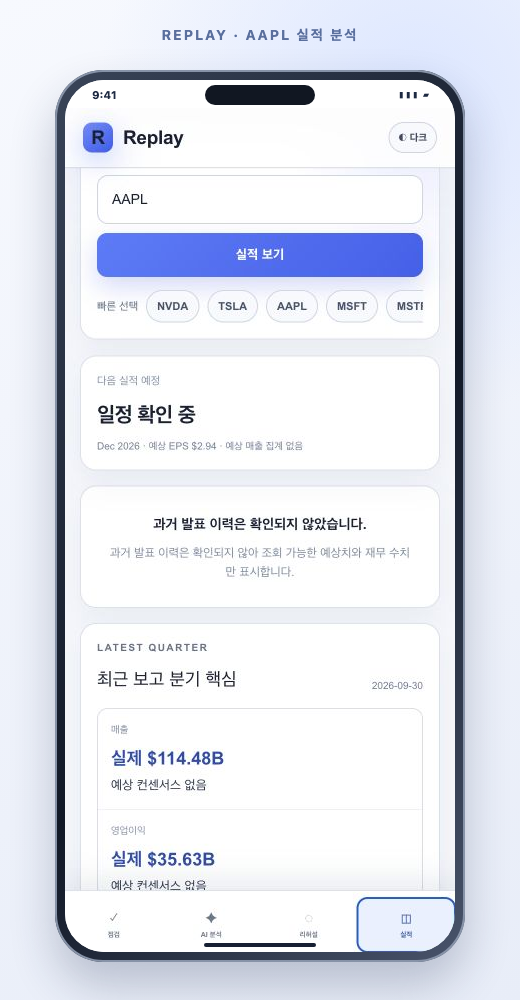 REPLAY · AAPL 실적 분석
9:41
R Replay
◐ 다크
AAPL
실적 보기
빠른 선택 NVDA TSLA AAPL MSFT
다음 실적 예정
일정 확인 중
Dec 2026 · 예상 EPS $2.94 · 예상 매출 집계 없음
과거 발표 이력은 확인되지 않았습니다.
과거 발표 이력은 확인되지 않아 조회 가능한 예상치와 재무 수치
만 표시합니다.
LATEST QUARTER
최근 보고 분기 핵심
2026-09-30
매출
실제 $114.48B
예상 컨센서스 없음
영업이익
실제 $35.63B
예상 컨센서스 없음
점검 AI 분석 리허설 실적